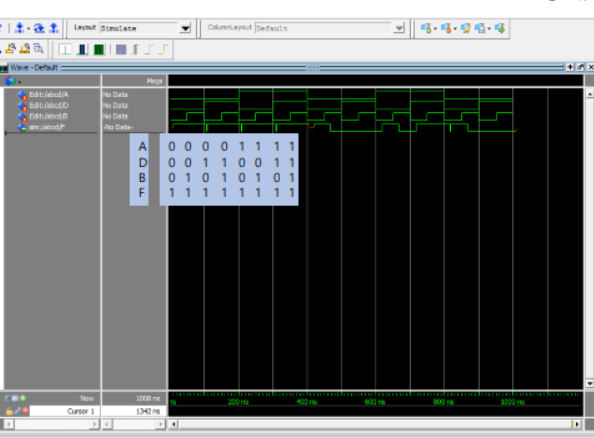 Layout Simulate
ColumnLayout Default
Wave - Default
Msgs
Edit:/abcd/A No Data
Edit:/abcd/D No Data
Edit:/abcd/B No Data
sim:/abcd/F -No Data-
A 0 0 0 0 1 1 1 1
D 0 0 1 1 0 0 1 1
B 0 1 0 1 0 1 0 1
F 1 1 1 1 1 1 1 1
Now 1000 ns
Cursor 1 1342 ns
ns 200 ns 400 ns 600 ns 800 ns 1000 ns